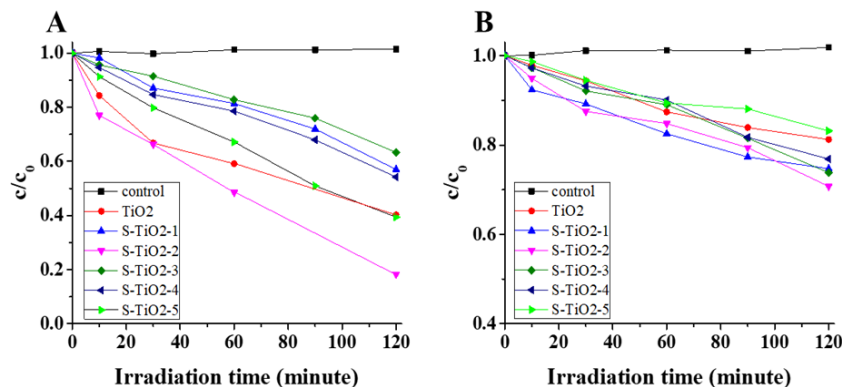 A
c/c0
1.0
0.8
0.6
0.4
0.2
0.0
control
TiO2
S-TiO2-1
S-TiO2-2
S-TiO2-3
S-TiO2-4
S-TiO2-5
0 20 40 60 80 100 120
Irradiation time (minute)
B
c/c0
1.0
0.8
0.6
0.4
control
TiO2
S-TiO2-1
S-TiO2-2
S-TiO2-3
S-TiO2-4
S-TiO2-5
0 20 40 60 80 100 120
Irradiation time (minute)